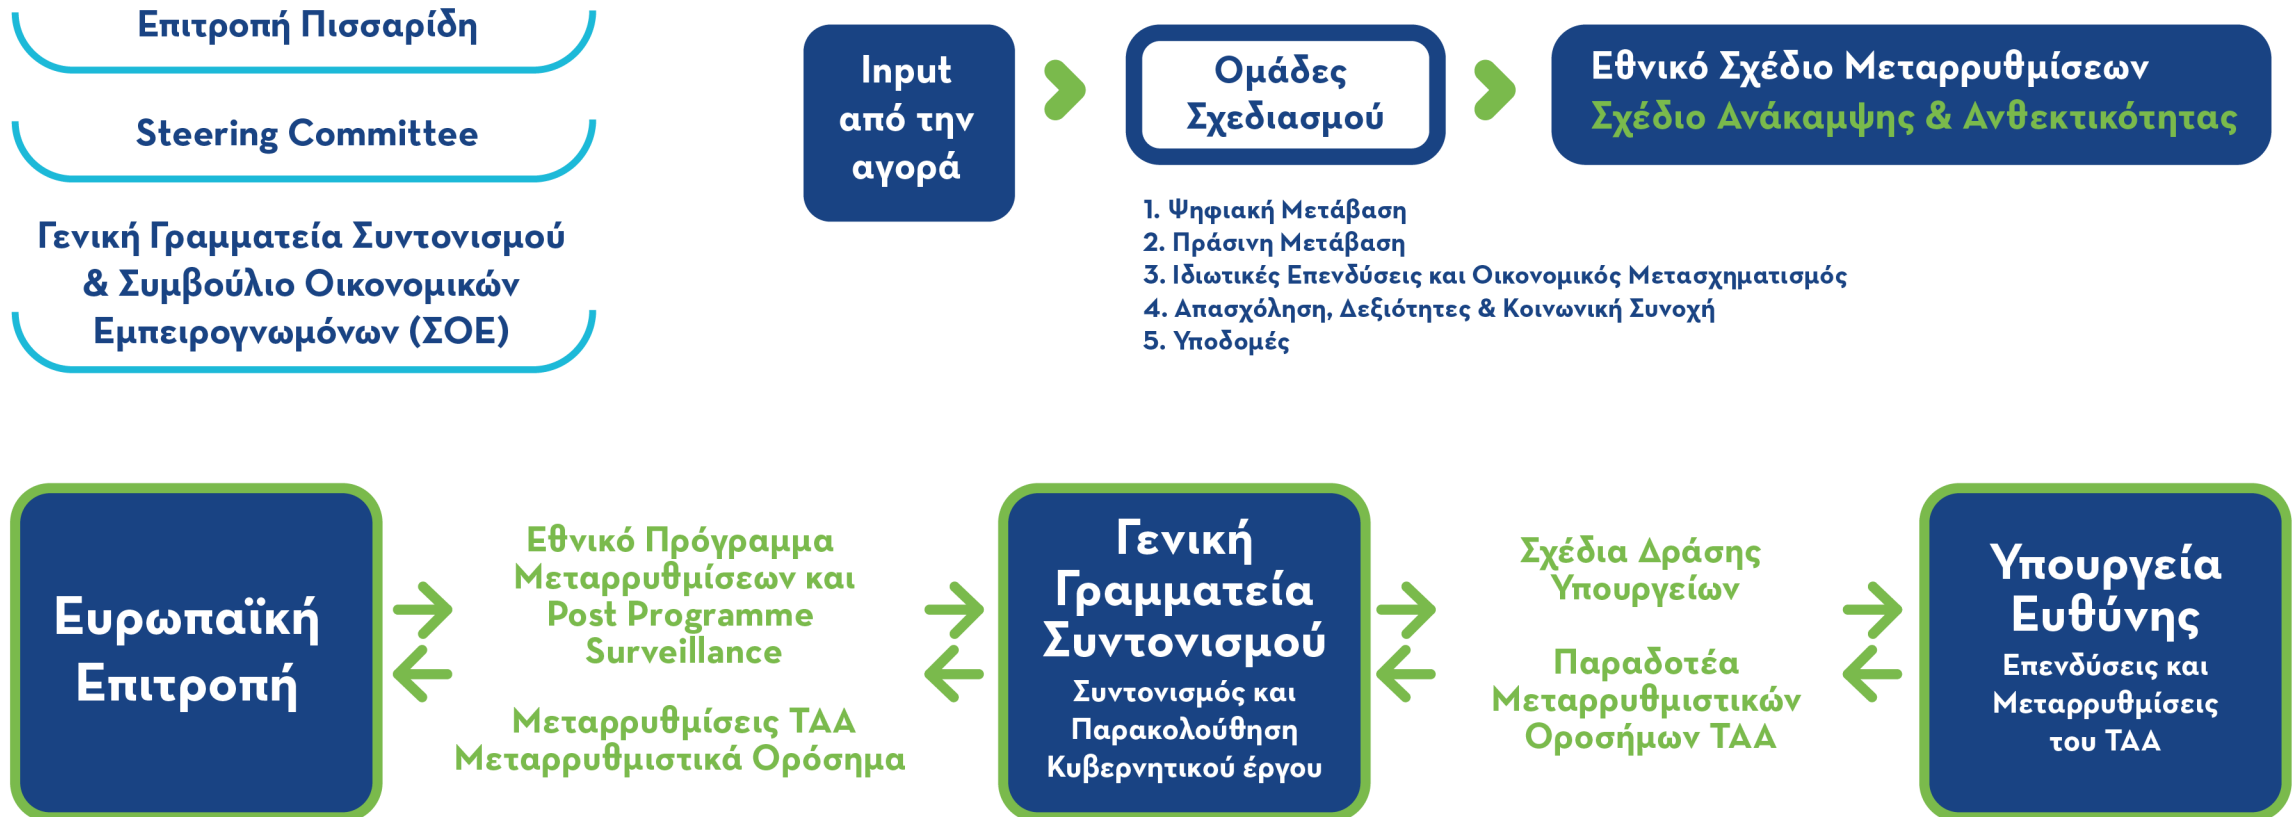 Επιτροπή Πισσαρίδη
Steering Committee
Γενική Γραμματεία Συντονισμού
& Συμβούλιο Οικονομικών
Εμπειρογνωμόνων (ΣΟΕ)
Input
από την
αγορά
Ομάδες
Σχεδιασμού
Εθνικό Σχέδιο Μεταρρυθμίσεων
Σχέδιο Ανάκαμψης & Ανθεκτικότητας
1. Ψηφιακή Μετάβαση
2. Πράσινη Μετάβαση
3. Ιδιωτικές Επενδύσεις και Οικονομικός Μετασχηματισμός
4. Απασχόληση, Δεξιότητες & Κοινωνική Συνοχή
5. Υποδομές
Ευρωπαϊκή
Επιτροπή
Εθνικό Πρόγραμμα
Μεταρρυθμίσεων και
Post Programme
Surveillance
Μεταρρυθμίσεις ΤΑΑ
Μεταρρυθμιστικά Ορόσημα
Γενική
Γραμματεία
Συντονισμού
Συντονισμός και
Παρακολούθηση
Κυβερνητικού έργου
Σχέδια Δράσης
Υπουργείων
Παραδοτέα
Μεταρρυθμιστικών
Οροσήμων ΤΑΑ
Υπουργεία
Ευθύνης
Επενδύσεις και
Μεταρρυθμίσεις
του ΤΑΑ